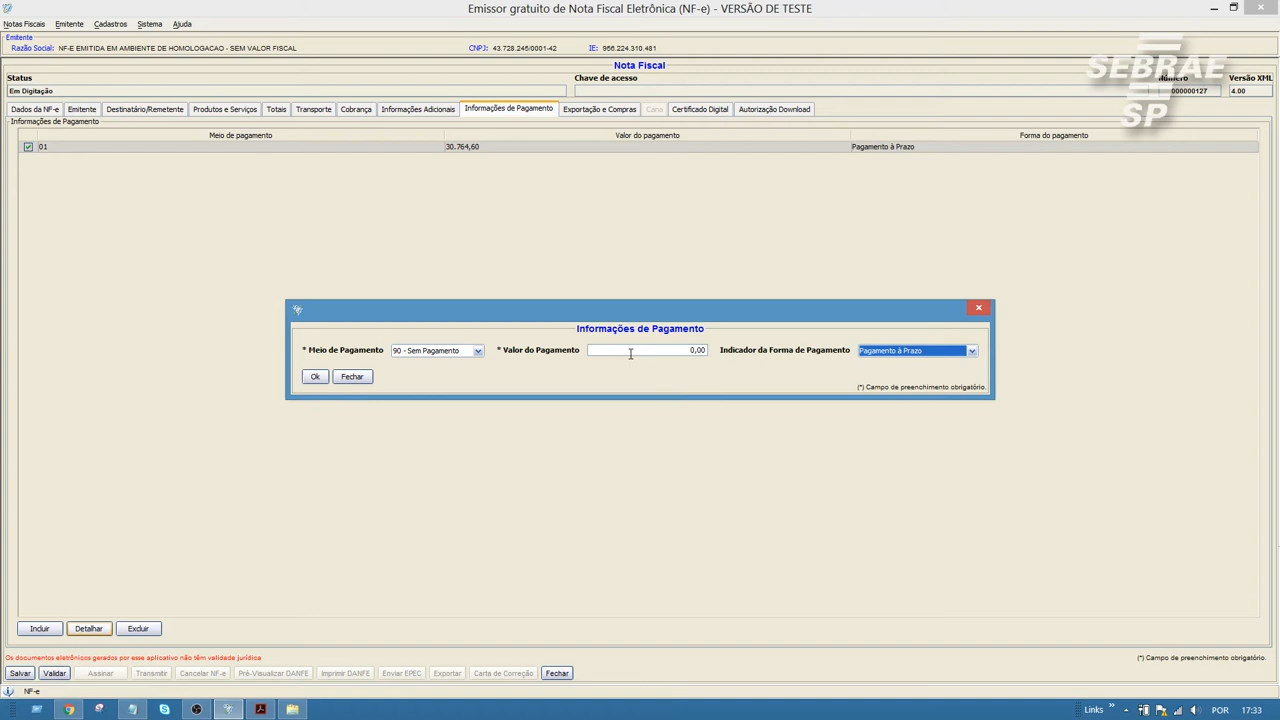 Emissor gratuito de Nota Fiscal Eletrônica (NF-e) - VERSÃO DE TESTE
Notas Fiscais Emitente Cadastros Sistema Ajuda
Emitente
Razão Social: NF-E EMITIDA EM AMBIENTE DE HOMOLOGACAO - SEM VALOR FISCAL CNPJ: 43.728.245/0001-42 IE: 956.224.310.481
Nota Fiscal
SEBRAE
SP
Status Chave de acesso Número Versão XML
Em Digitação 000000127 4.00
Dados da NF-e Emitente Destinatário/Remetente Produtos e Serviços Totais Transporte Cobrança Informações Adicionais Informações de Pagamento Exportação e Compras Cana Certificado Digital Autorização Download
Informações de Pagamento
Meio de pagamento Valor do pagamento Forma do pagamento
01 30.764,60 Pagamento à Prazo
Informações de Pagamento
* Meio de Pagamento 90 - Sem Pagamento * Valor do Pagamento 0,00 Indicador da Forma de Pagamento Pagamento à Prazo
Ok Fechar
(*) Campo de preenchimento obrigatório.
Incluir Detalhar Excluir
Os documentos eletrônicos gerados por esse aplicativo não têm validade jurídica (*) Campo de preenchimento obrigatório.
Salvar Validar Assinar Transmitir Cancelar NF-e Pré-Visualizar DANFE Imprimir DANFE Enviar EPEC Exportar Carta de Correção Fechar
NF-e
Links POR 17:33